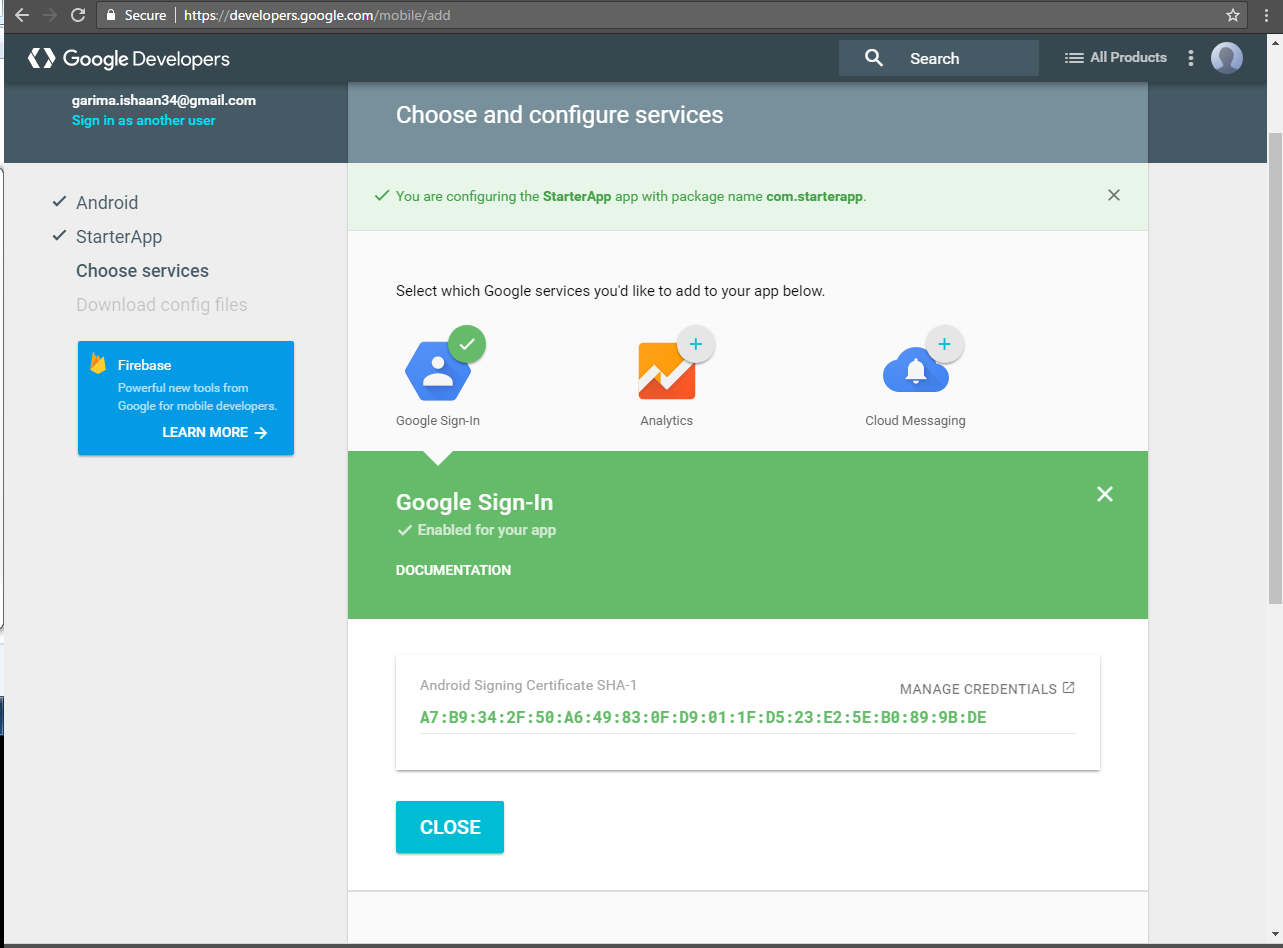 Secure
https://developers.google.com/mobile/add
Google Developers
Search
All Products
garima.ishaan34@gmail.com
Sign in as another user
Choose and configure services
Android
StarterApp
Choose services
Download config files
Firebase
Powerful new tools from
Google for mobile developers.
LEARN MORE
You are configuring the StarterApp app with package name com.starterapp.
Select which Google services you'd like to add to your app below.
Google Sign-In
Analytics
Cloud Messaging
Google Sign-In
Enabled for your app
DOCUMENTATION
Android Signing Certificate SHA-1
MANAGE CREDENTIALS
A7:B9:34:2F:50:A6:49:83:0F:D9:01:1F:D5:23:E2:5E:B0:89:9B:DE
CLOSE